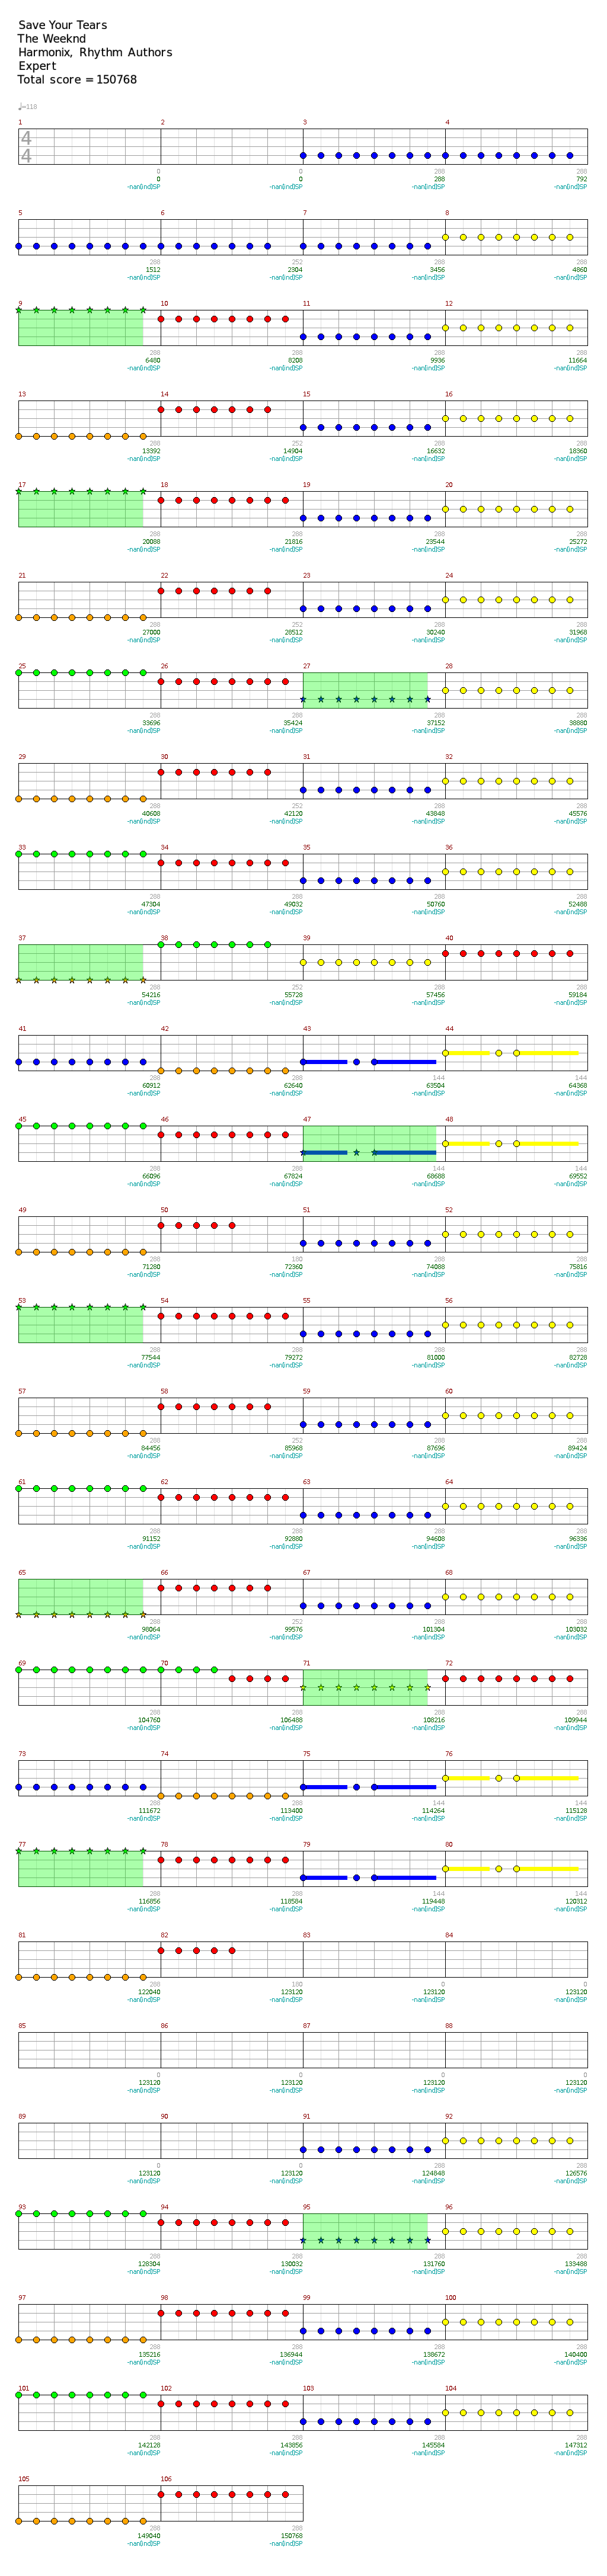 Save Your Tears
The Weeknd
Harmonix, Rhythm Authors
Expert
Total score = 150768
♩=118
1 2 3 4
4
4
0 0 288 288
0 0 288 792
-nan(ind)SP -nan(ind)SP -nan(ind)SP -nan(ind)SP
5 6 7 8
288 252 288 288
1512 2304 3456 4860
-nan(ind)SP -nan(ind)SP -nan(ind)SP -nan(ind)SP
9 10 11 12
288 288 288 288
6480 8208 9936 11664
-nan(ind)SP -nan(ind)SP -nan(ind)SP -nan(ind)SP
13 14 15 16
288 252 288 288
13392 14904 16632 18360
-nan(ind)SP -nan(ind)SP -nan(ind)SP -nan(ind)SP
17 18 19 20
288 288 288 288
20088 21816 23544 25272
-nan(ind)SP -nan(ind)SP -nan(ind)SP -nan(ind)SP
21 22 23 24
288 252 288 288
27000 28512 30240 31968
-nan(ind)SP -nan(ind)SP -nan(ind)SP -nan(ind)SP
25 26 27 28
288 288 288 288
33696 35424 37152 38880
-nan(ind)SP -nan(ind)SP -nan(ind)SP -nan(ind)SP
29 30 31 32
288 252 288 288
40608 42120 43848 45576
-nan(ind)SP -nan(ind)SP -nan(ind)SP -nan(ind)SP
33 34 35 36
288 288 288 288
47304 49032 50760 52488
-nan(ind)SP -nan(ind)SP -nan(ind)SP -nan(ind)SP
37 38 39 40
288 252 288 288
54216 55728 57456 59184
-nan(ind)SP -nan(ind)SP -nan(ind)SP -nan(ind)SP
41 42 43 44
288 288 144 144
60912 62640 63504 64368
-nan(ind)SP -nan(ind)SP -nan(ind)SP -nan(ind)SP
45 46 47 48
288 288 144 144
66096 67824 68688 69552
-nan(ind)SP -nan(ind)SP -nan(ind)SP -nan(ind)SP
49 50 51 52
288 180 288 288
71280 72360 74088 75816
-nan(ind)SP -nan(ind)SP -nan(ind)SP -nan(ind)SP
53 54 55 56
288 288 288 288
77544 79272 81000 82728
-nan(ind)SP -nan(ind)SP -nan(ind)SP -nan(ind)SP
57 58 59 60
288 252 288 288
84456 85968 87696 89424
-nan(ind)SP -nan(ind)SP -nan(ind)SP -nan(ind)SP
61 62 63 64
288 288 288 288
91152 92880 94608 96336
-nan(ind)SP -nan(ind)SP -nan(ind)SP -nan(ind)SP
65 66 67 68
288 252 288 288
98064 99576 101304 103032
-nan(ind)SP -nan(ind)SP -nan(ind)SP -nan(ind)SP
69 70 71 72
288 288 288 288
104760 106488 108216 109944
-nan(ind)SP -nan(ind)SP -nan(ind)SP -nan(ind)SP
73 74 75 76
288 288 144 144
111672 113400 114264 115128
-nan(ind)SP -nan(ind)SP -nan(ind)SP -nan(ind)SP
77 78 79 80
288 288 144 144
116856 118584 119448 120312
-nan(ind)SP -nan(ind)SP -nan(ind)SP -nan(ind)SP
81 82 83 84
288 180 0 0
122040 123120 123120 123120
-nan(ind)SP -nan(ind)SP -nan(ind)SP -nan(ind)SP
85 86 87 88
0 0 0 0
123120 123120 123120 123120
-nan(ind)SP -nan(ind)SP -nan(ind)SP -nan(ind)SP
89 90 91 92
0 0 288 288
123120 123120 124848 126576
-nan(ind)SP -nan(ind)SP -nan(ind)SP -nan(ind)SP
93 94 95 96
288 288 288 288
128304 130032 131760 133488
-nan(ind)SP -nan(ind)SP -nan(ind)SP -nan(ind)SP
97 98 99 100
288 288 288 288
135216 136944 138672 140400
-nan(ind)SP -nan(ind)SP -nan(ind)SP -nan(ind)SP
101 102 103 104
288 288 288 288
142128 143856 145584 147312
-nan(ind)SP -nan(ind)SP -nan(ind)SP -nan(ind)SP
105 106
288 288
149040 150768
-nan(ind)SP -nan(ind)SP